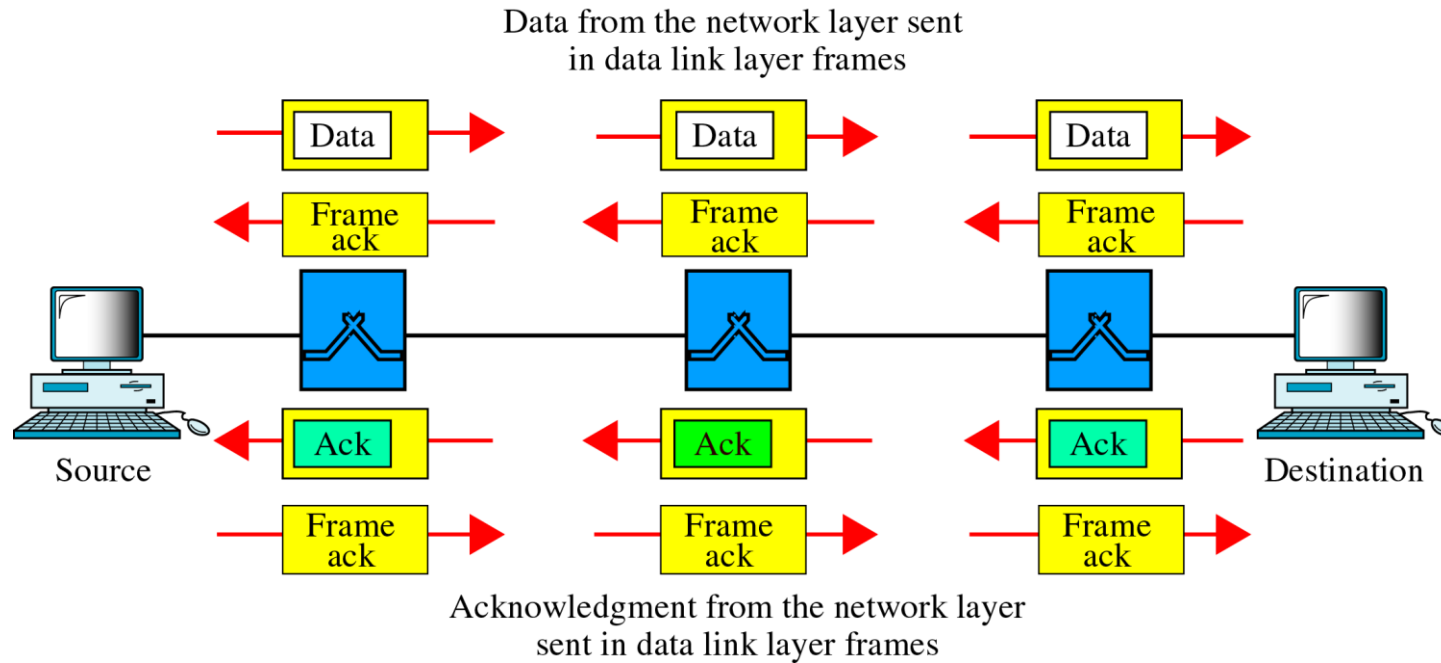 Data from the network layer sent
in data link layer frames
Data
Data
Data
Frame
ack
Frame
ack
Frame
ack
Source
Ack
Ack
Ack
Destination
Frame
ack
Frame
ack
Frame
ack
Acknowledgment from the network layer
sent in data link layer frames